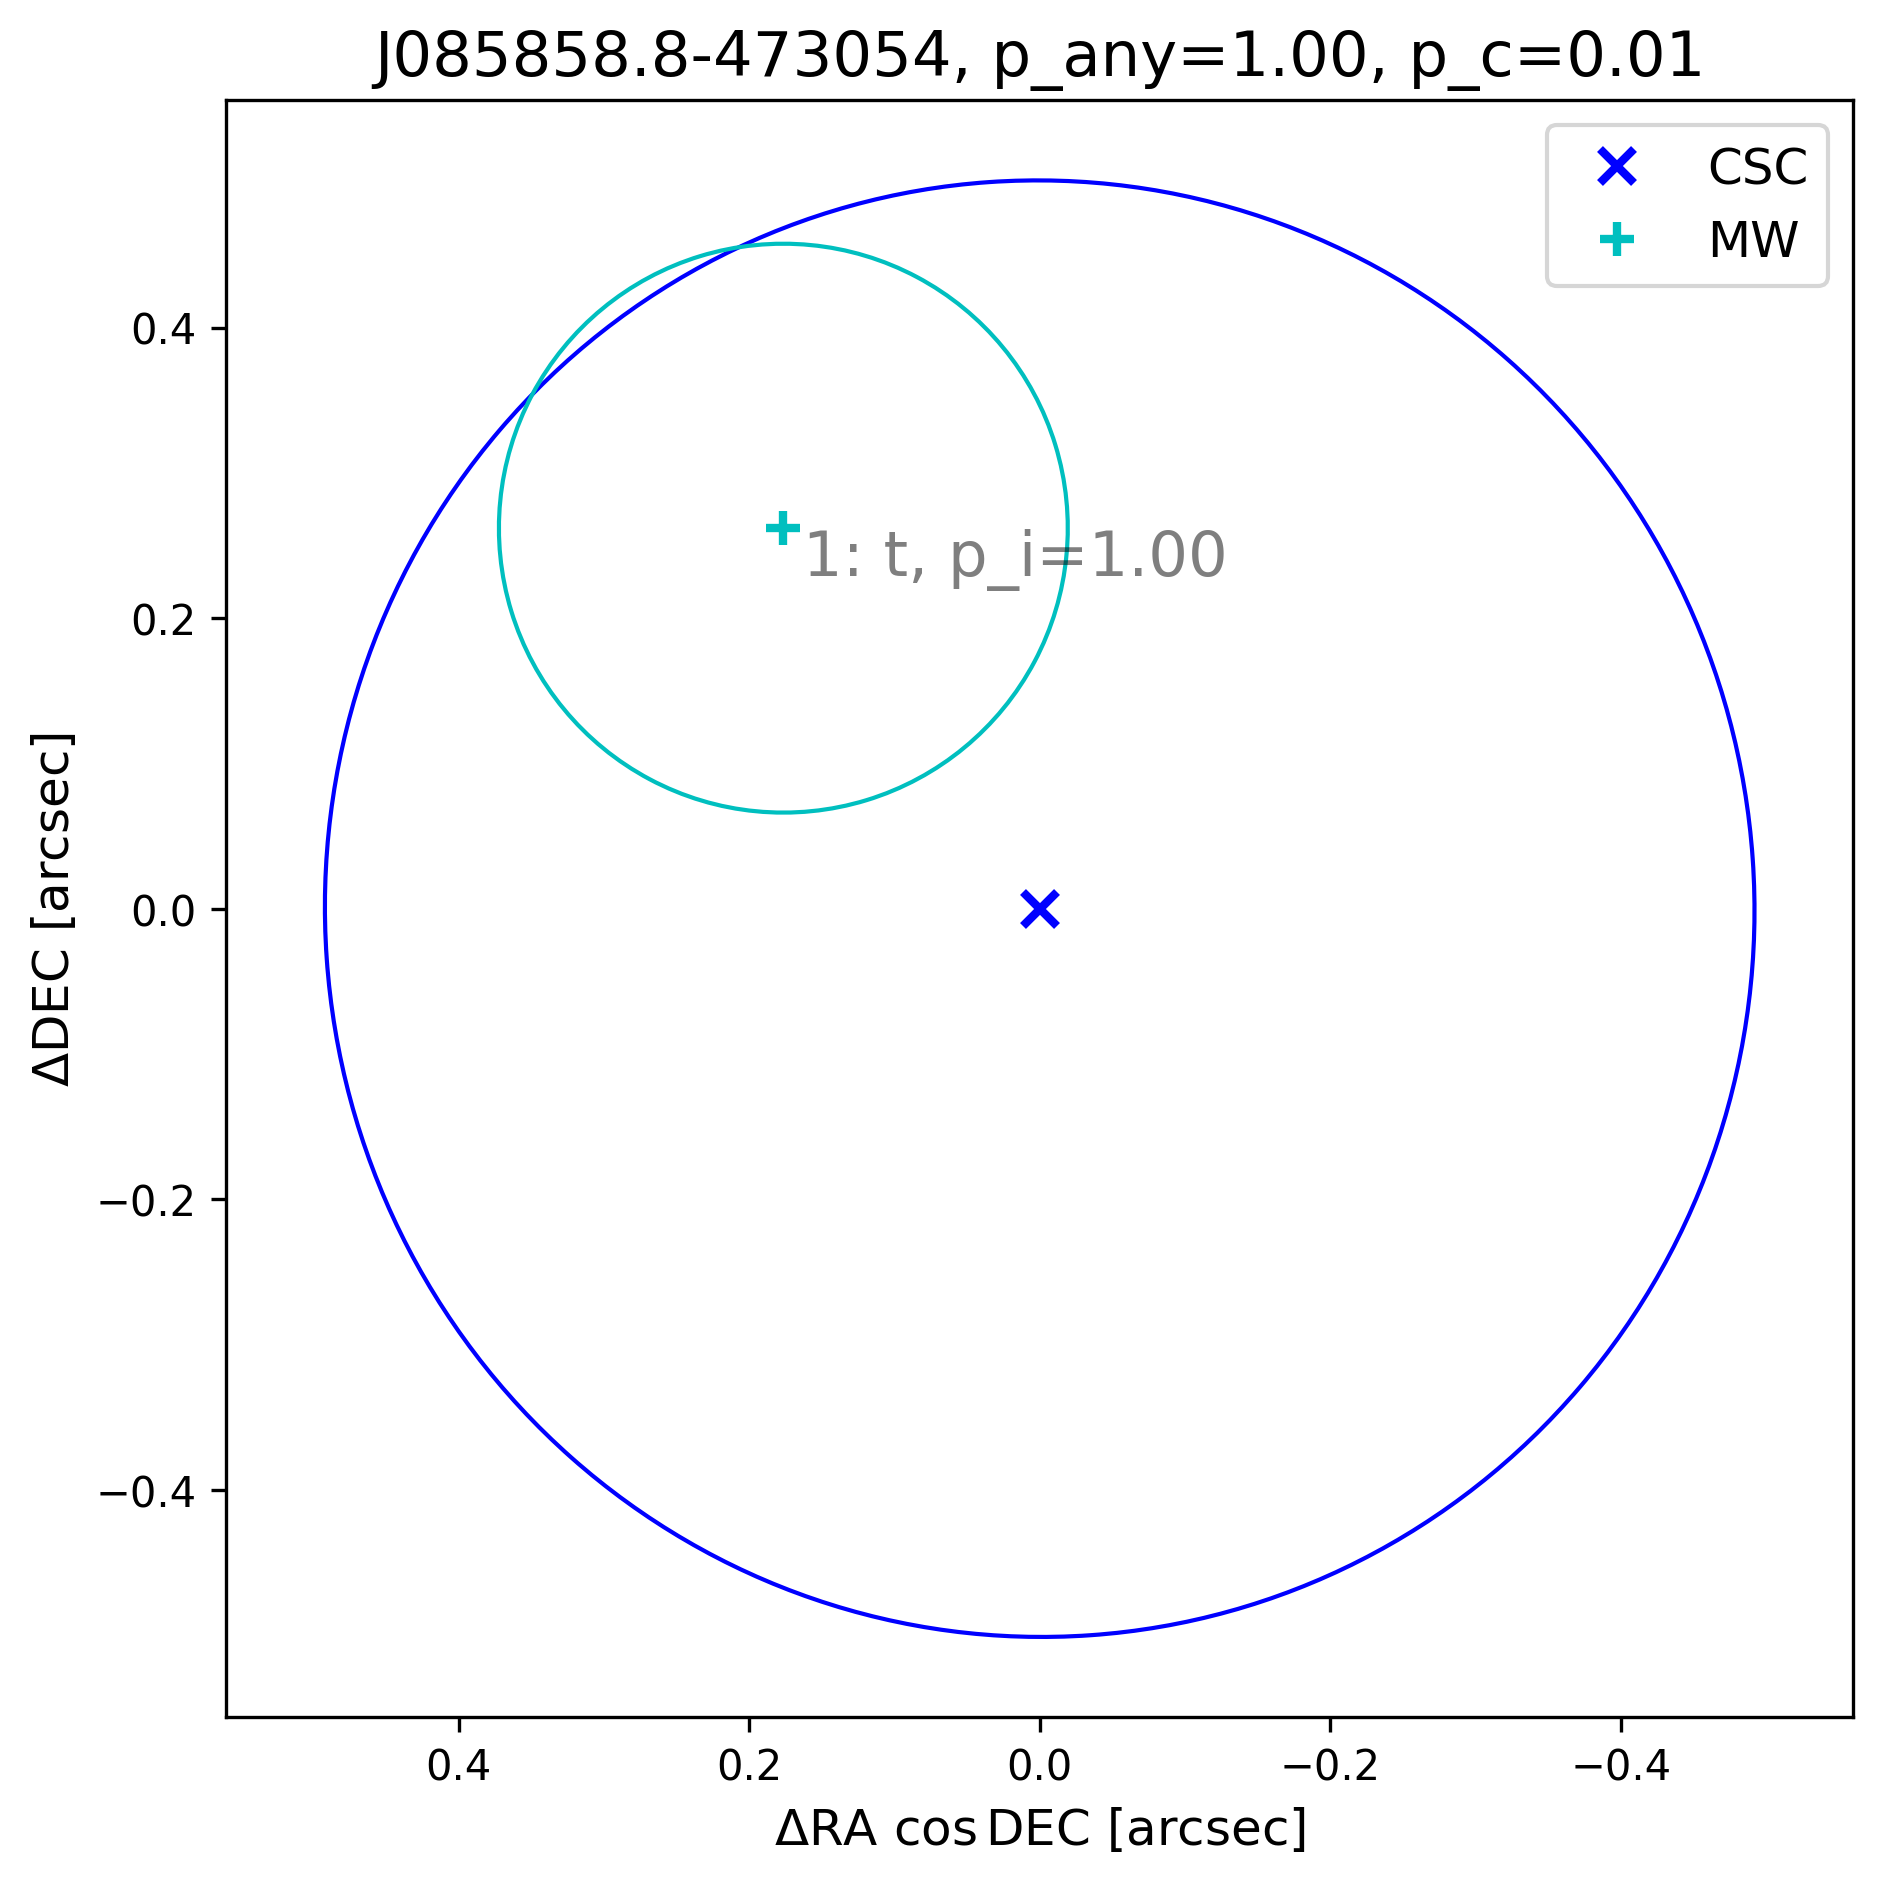 J085858.8-473054, p_any=1.00, p_c=0.01
CSC
MW
0.4
1: t, p_i=1.00
0.2
0.0
−0.2
−0.4
ΔDEC [arcsec]
0.4 0.2 0.0 −0.2 −0.4
ΔRA cos DEC [arcsec]